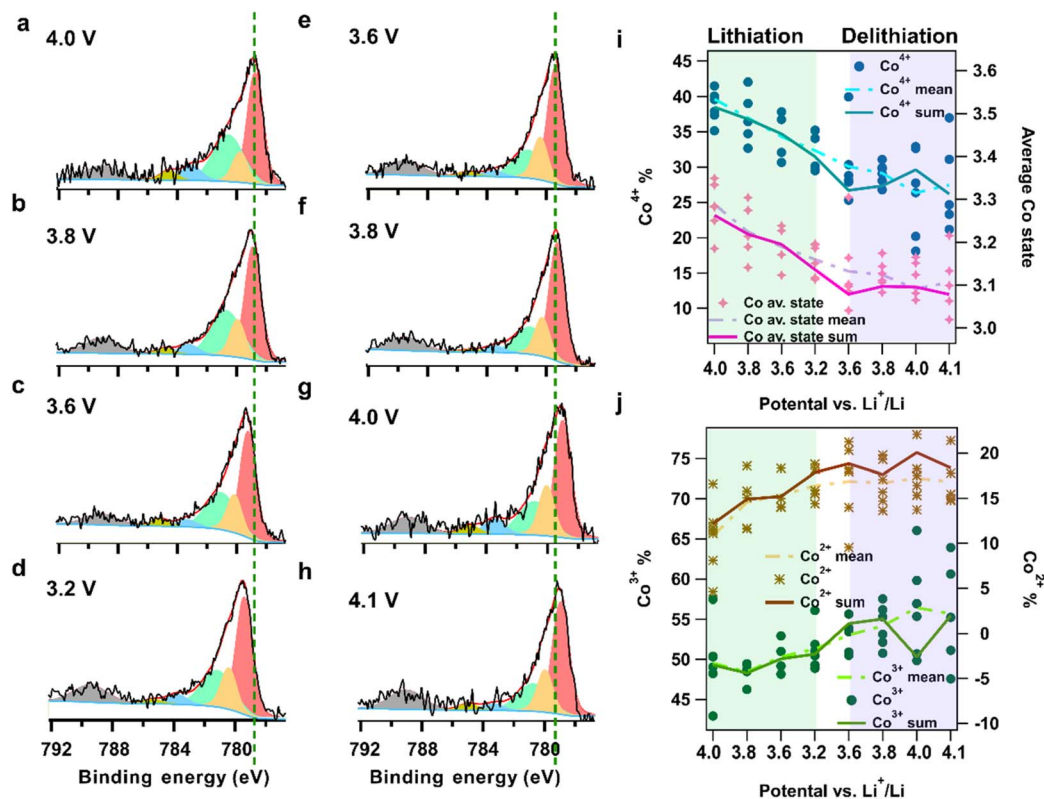 a
4.0 V
b
3.8 V
c
3.6 V
d
3.2 V
792 788 784 780
Binding energy (eV)
e
3.6 V
f
3.8 V
g
4.0 V
h
4.1 V
792 788 784 780
Binding energy (eV)
i
Lithiation Delithiation
45
40
35
30
25
20
15
10
Co⁴⁺ %
Co⁴⁺
Co⁴⁺ mean
Co⁴⁺ sum
Co av. state
Co av. state mean
Co av. state sum
3.6
3.5
3.4
3.3
3.2
3.1
3.0
Average Co state
4.0 3.8 3.6 3.2 3.6 3.8 4.0 4.1
Potental vs. Li⁺/Li
j
75
70
65
60
55
50
45
Co³⁺ %
Co²⁺ mean
Co²⁺
Co²⁺ sum
Co³⁺ mean
Co³⁺
Co³⁺ sum
20
15
10
5
0
-5
-10
Co²⁺ %
4.0 3.8 3.6 3.2 3.6 3.8 4.0 4.1
Potental vs. Li⁺/Li